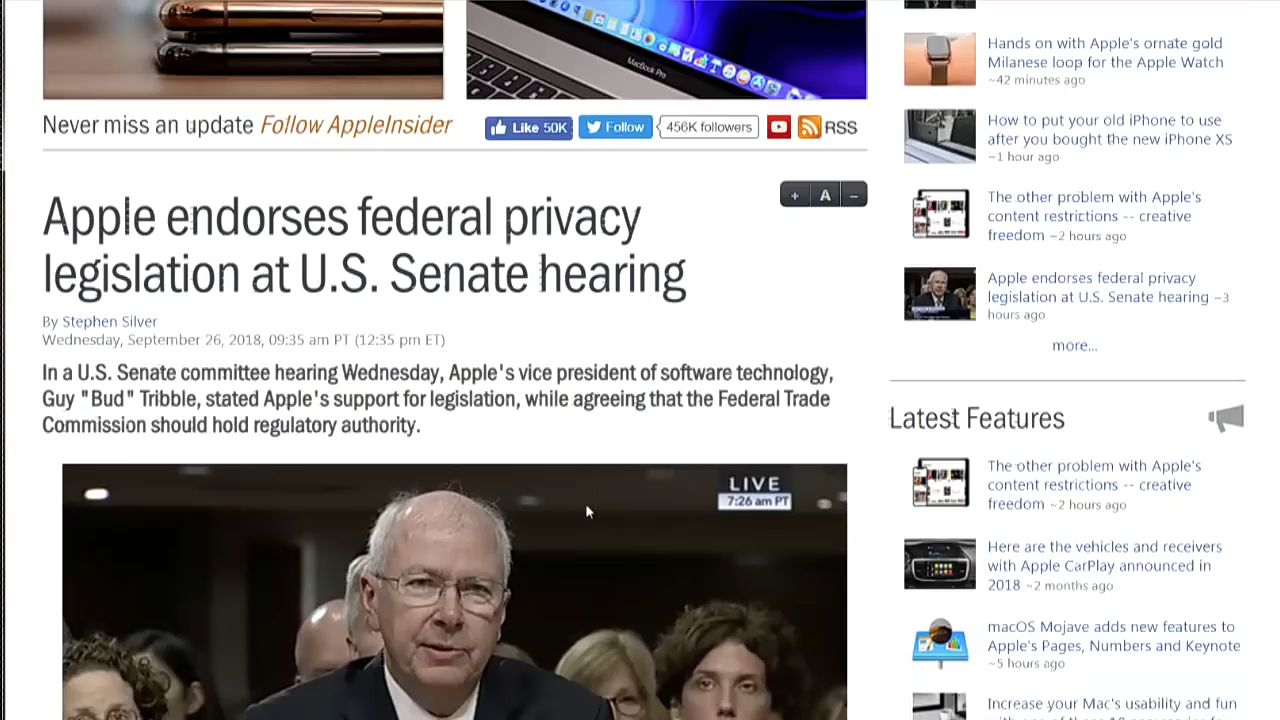 MacBook Pro
Never miss an update Follow AppleInsider
Like 50K
Follow
456K followers
RSS
+ A −
Apple endorses federal privacy
legislation at U.S. Senate hearing
By Stephen Silver
Wednesday, September 26, 2018, 09:35 am PT (12:35 pm ET)
In a U.S. Senate committee hearing Wednesday, Apple's vice president of software technology,
Guy "Bud" Tribble, stated Apple's support for legislation, while agreeing that the Federal Trade
Commission should hold regulatory authority.
LIVE
7:26 am PT
Hands on with Apple's ornate gold
Milanese loop for the Apple Watch
~42 minutes ago
How to put your old iPhone to use
after you bought the new iPhone XS
~1 hour ago
The other problem with Apple's
content restrictions -- creative
freedom ~2 hours ago
Apple endorses federal privacy
legislation at U.S. Senate hearing ~3
hours ago
more...
Latest Features
The other problem with Apple's
content restrictions -- creative
freedom ~2 hours ago
Here are the vehicles and receivers
with Apple CarPlay announced in
2018 ~2 months ago
macOS Mojave adds new features to
Apple's Pages, Numbers and Keynote
~5 hours ago
Increase your Mac's usability and fun